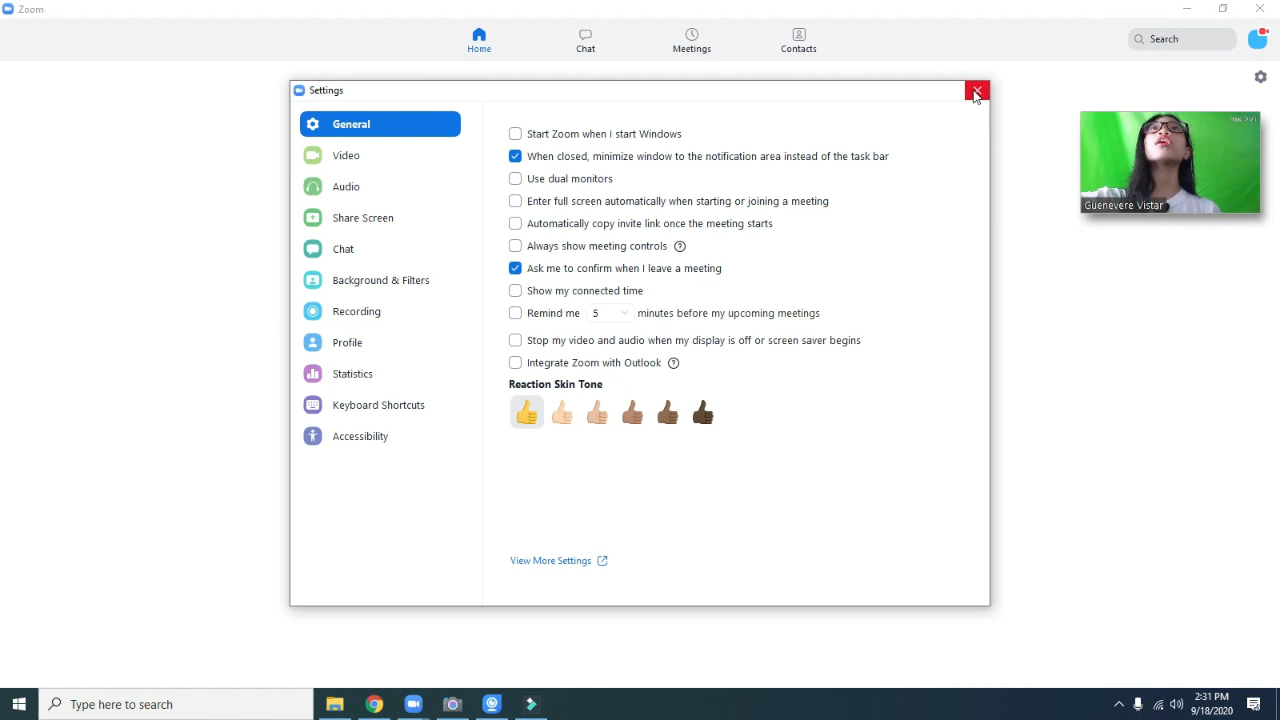 Zoom
Home
Chat
Meetings
Contacts
Search
Settings
General
Video
Audio
Share Screen
Chat
Background & Filters
Recording
Profile
Statistics
Keyboard Shortcuts
Accessibility
Start Zoom when I start Windows
When closed, minimize window to the notification area instead of the task bar
Use dual monitors
Enter full screen automatically when starting or joining a meeting
Automatically copy invite link once the meeting starts
Always show meeting controls ?
Ask me to confirm when I leave a meeting
Show my connected time
Remind me 5 minutes before my upcoming meetings
Stop my video and audio when my display is off or screen saver begins
Integrate Zoom with Outlook ?
Reaction Skin Tone
View More Settings
Guenevere Vistar
Type here to search
2:31 PM
9/18/2020